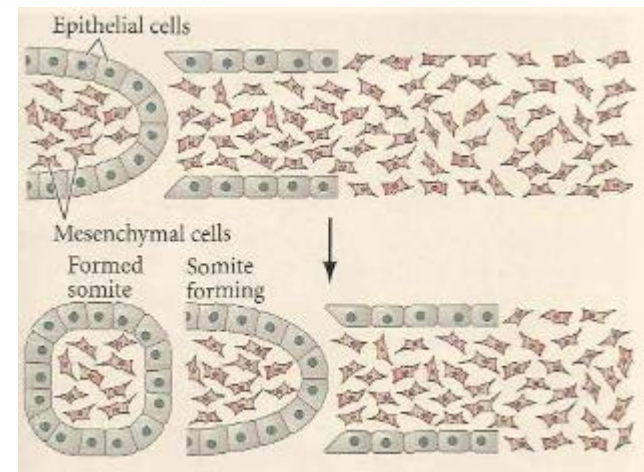 Epithelial cells
Mesenchymal cells
Formed
somite
Somite
forming